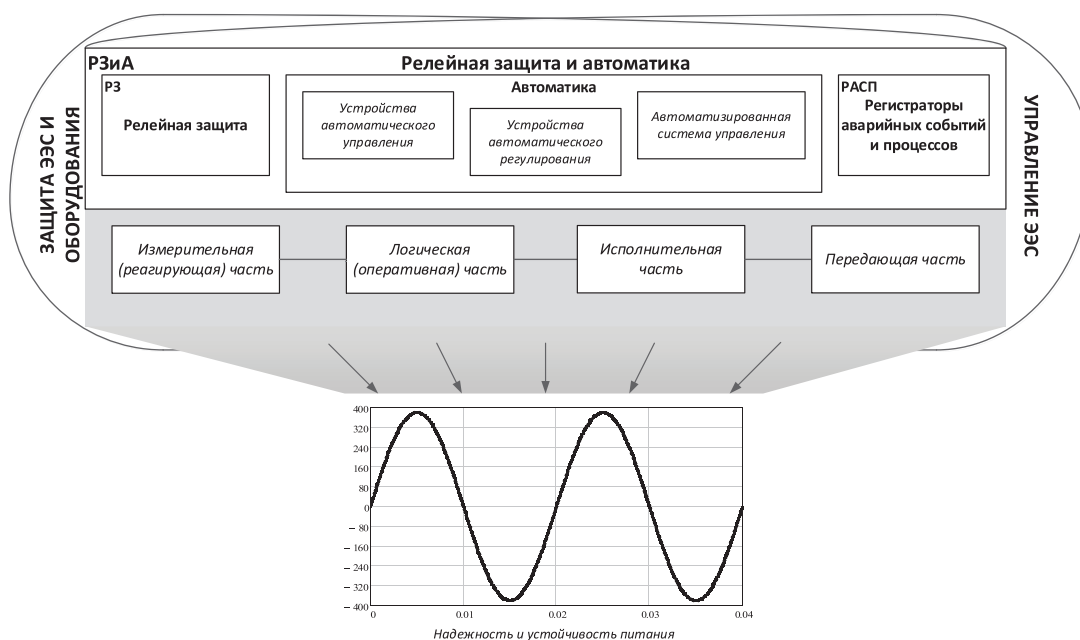 РЗиА
Релейная защита и автоматика
РЗ
Релейная защита
Автоматика
Устройства
автоматического
управления
Устройства
автоматического
регулирования
Автоматизированная
система управления
РАСП
Регистраторы
аварийных событий
и процессов
ЗАЩИТА ЭЭС И
ОБОРУДОВАНИЯ
УПРАВЛЕНИЕ ЭЭС
Измерительная
(реагирующая) часть
Логическая
(оперативная) часть
Исполнительная
часть
Передающая часть
400
320
240
160
80
0
− 80
− 160
− 240
− 320
− 400
0
0.01
0.02
0.03
0.04
Надежность и устойчивость питания